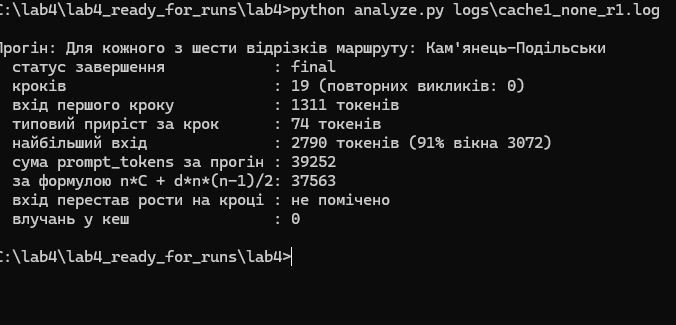 C:\lab4\lab4_ready_for_runs\lab4>python analyze.py logs\cache1_none_r1.log
Прогін: Для кожного з шести відрізків маршруту: Кам'янець-Подільськи
статус завершення : final
кроків : 19 (повторних викликів: 0)
вхід першого кроку : 1311 токенів
типовий приріст за крок : 74 токенів
найбільший вхід : 2790 токенів (91% вікна 3072)
сума prompt_tokens за прогін : 39252
за формулою n*C + d*n*(n-1)/2: 37563
вхід перестав рости на кроці : не помічено
влучань у кеш : 0
C:\lab4\lab4_ready_for_runs\lab4>